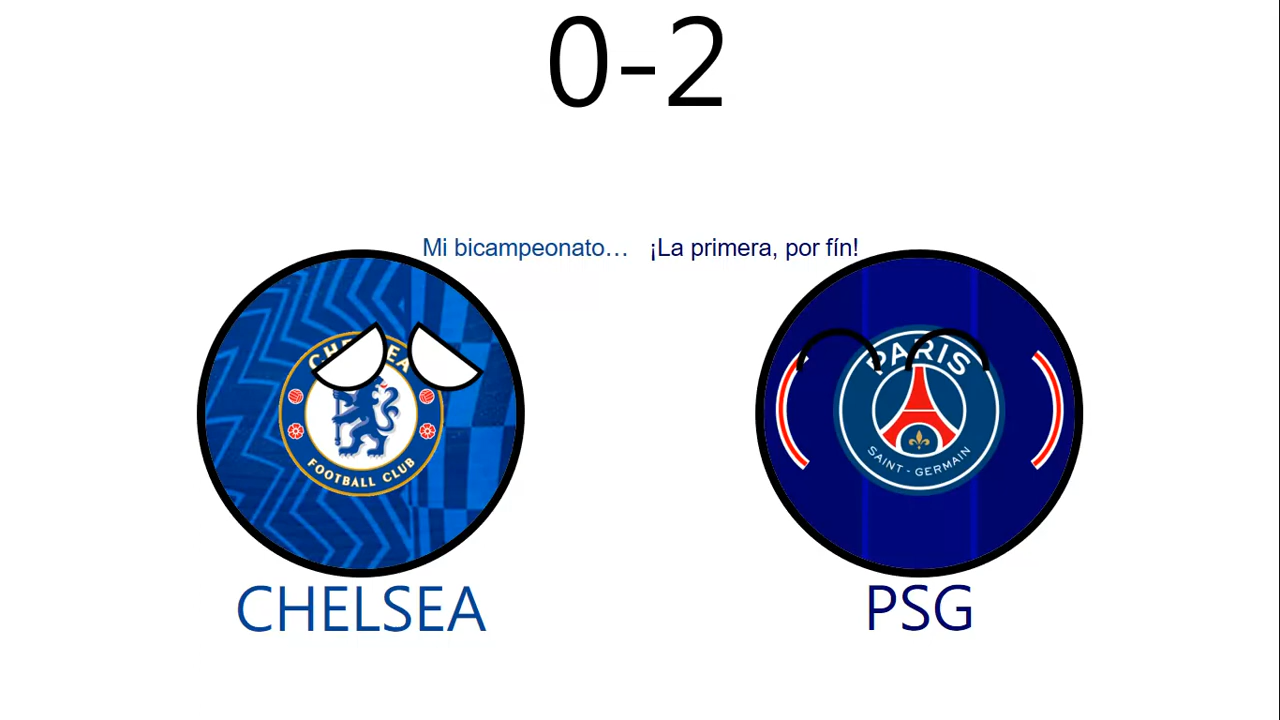 0-2
Mi bicampeonato… ¡La primera, por fín!
CHELSEA
FOOTBALL CLUB
PARIS
SAINT-GERMAIN
CHELSEA
PSG